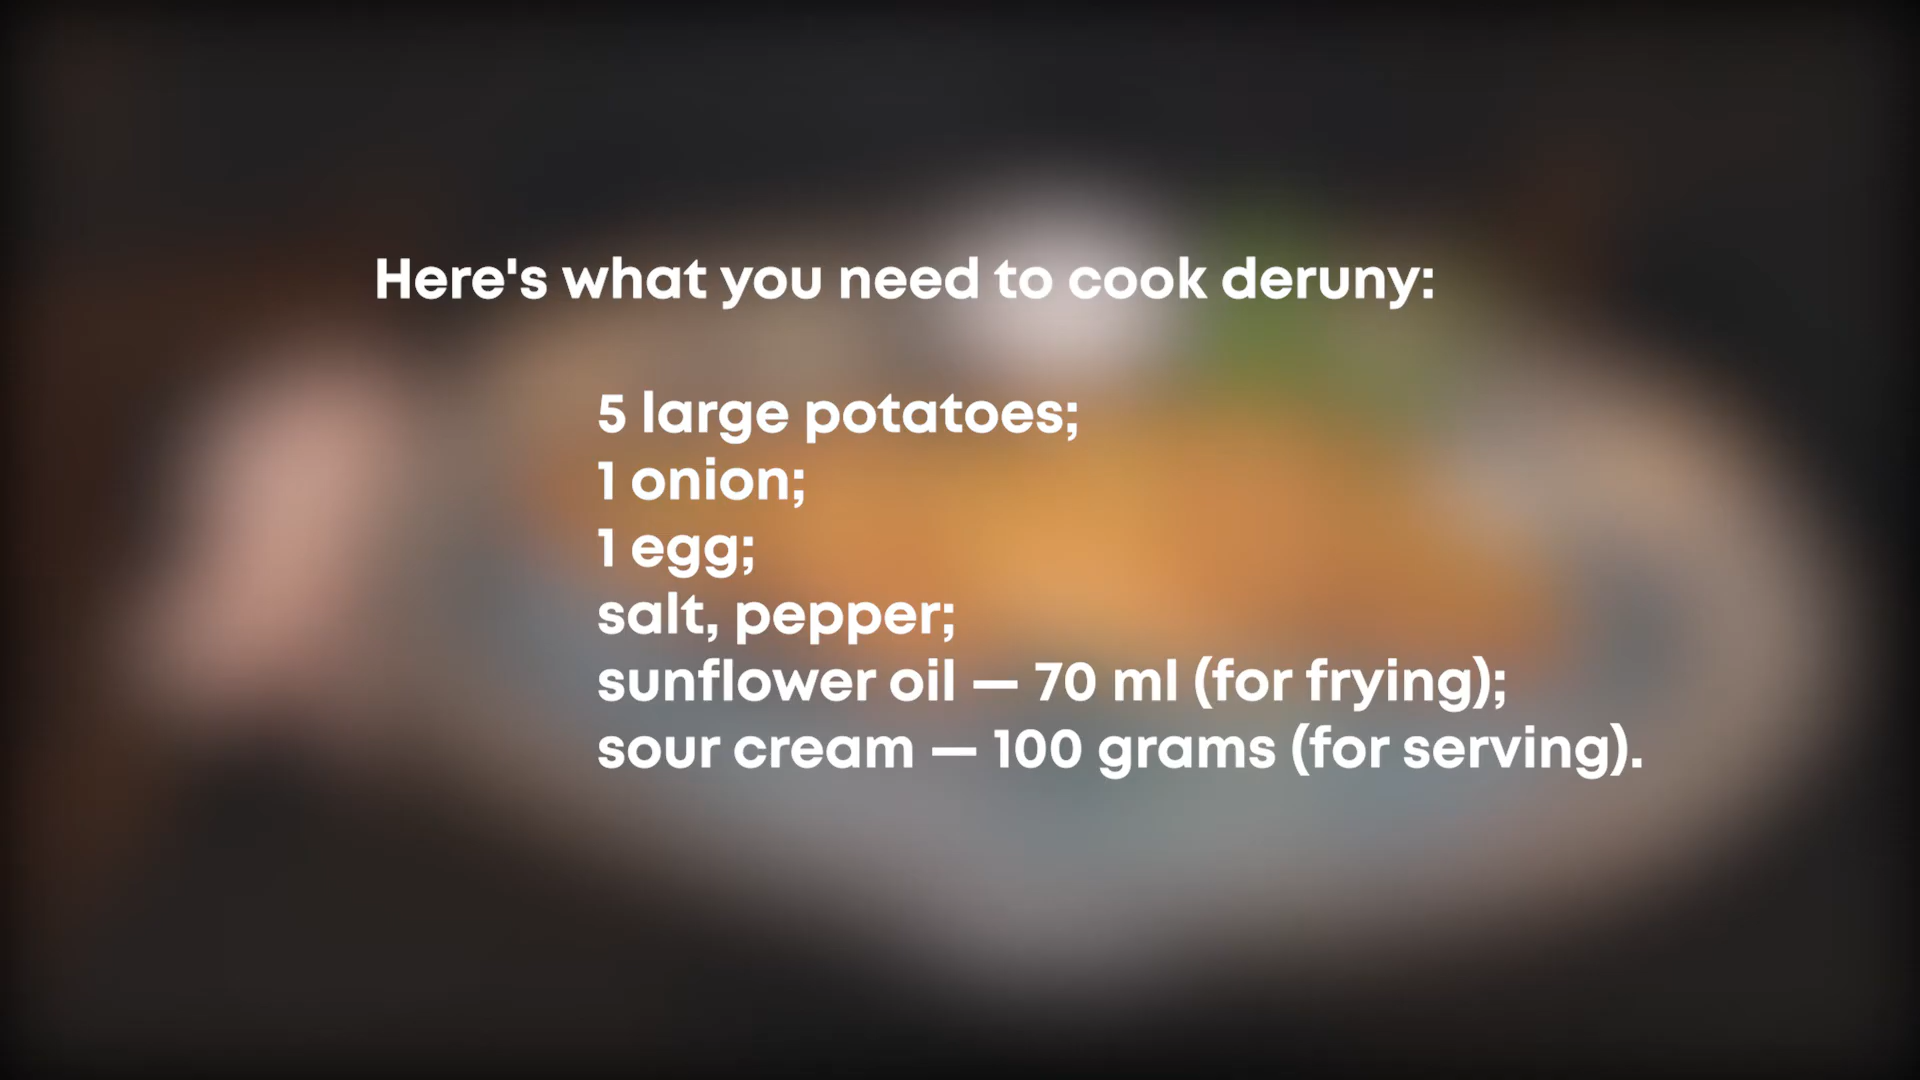 Here's what you need to cook deruny:
5 large potatoes;
1 onion;
1 egg;
salt, pepper;
sunflower oil — 70 ml (for frying);
sour cream — 100 grams (for serving).